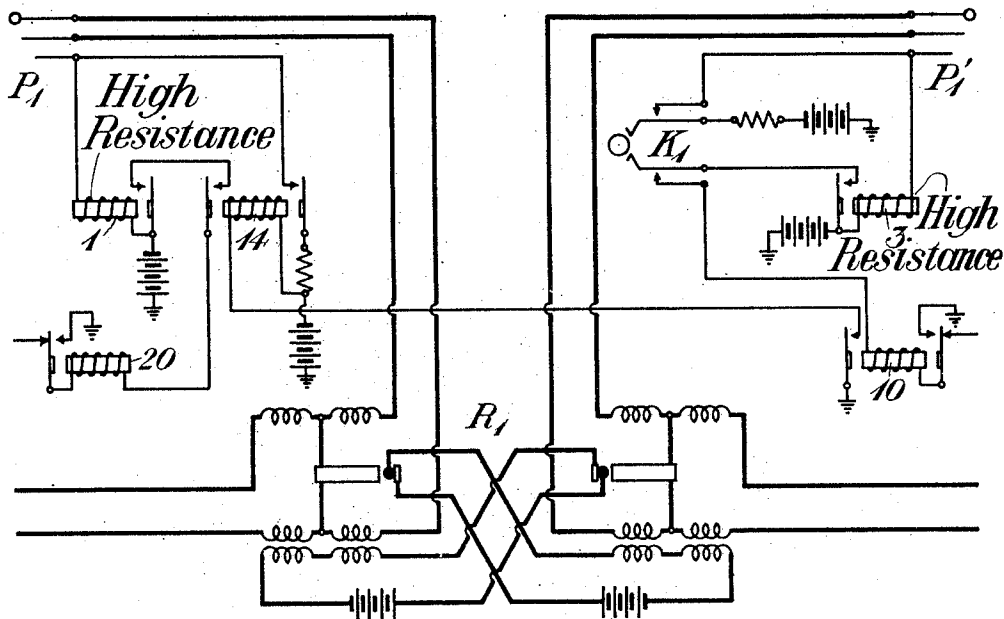 P₁
High
Resistance
1
14
20
K₁
P₁′
3.
High
Resistance
10
R₁